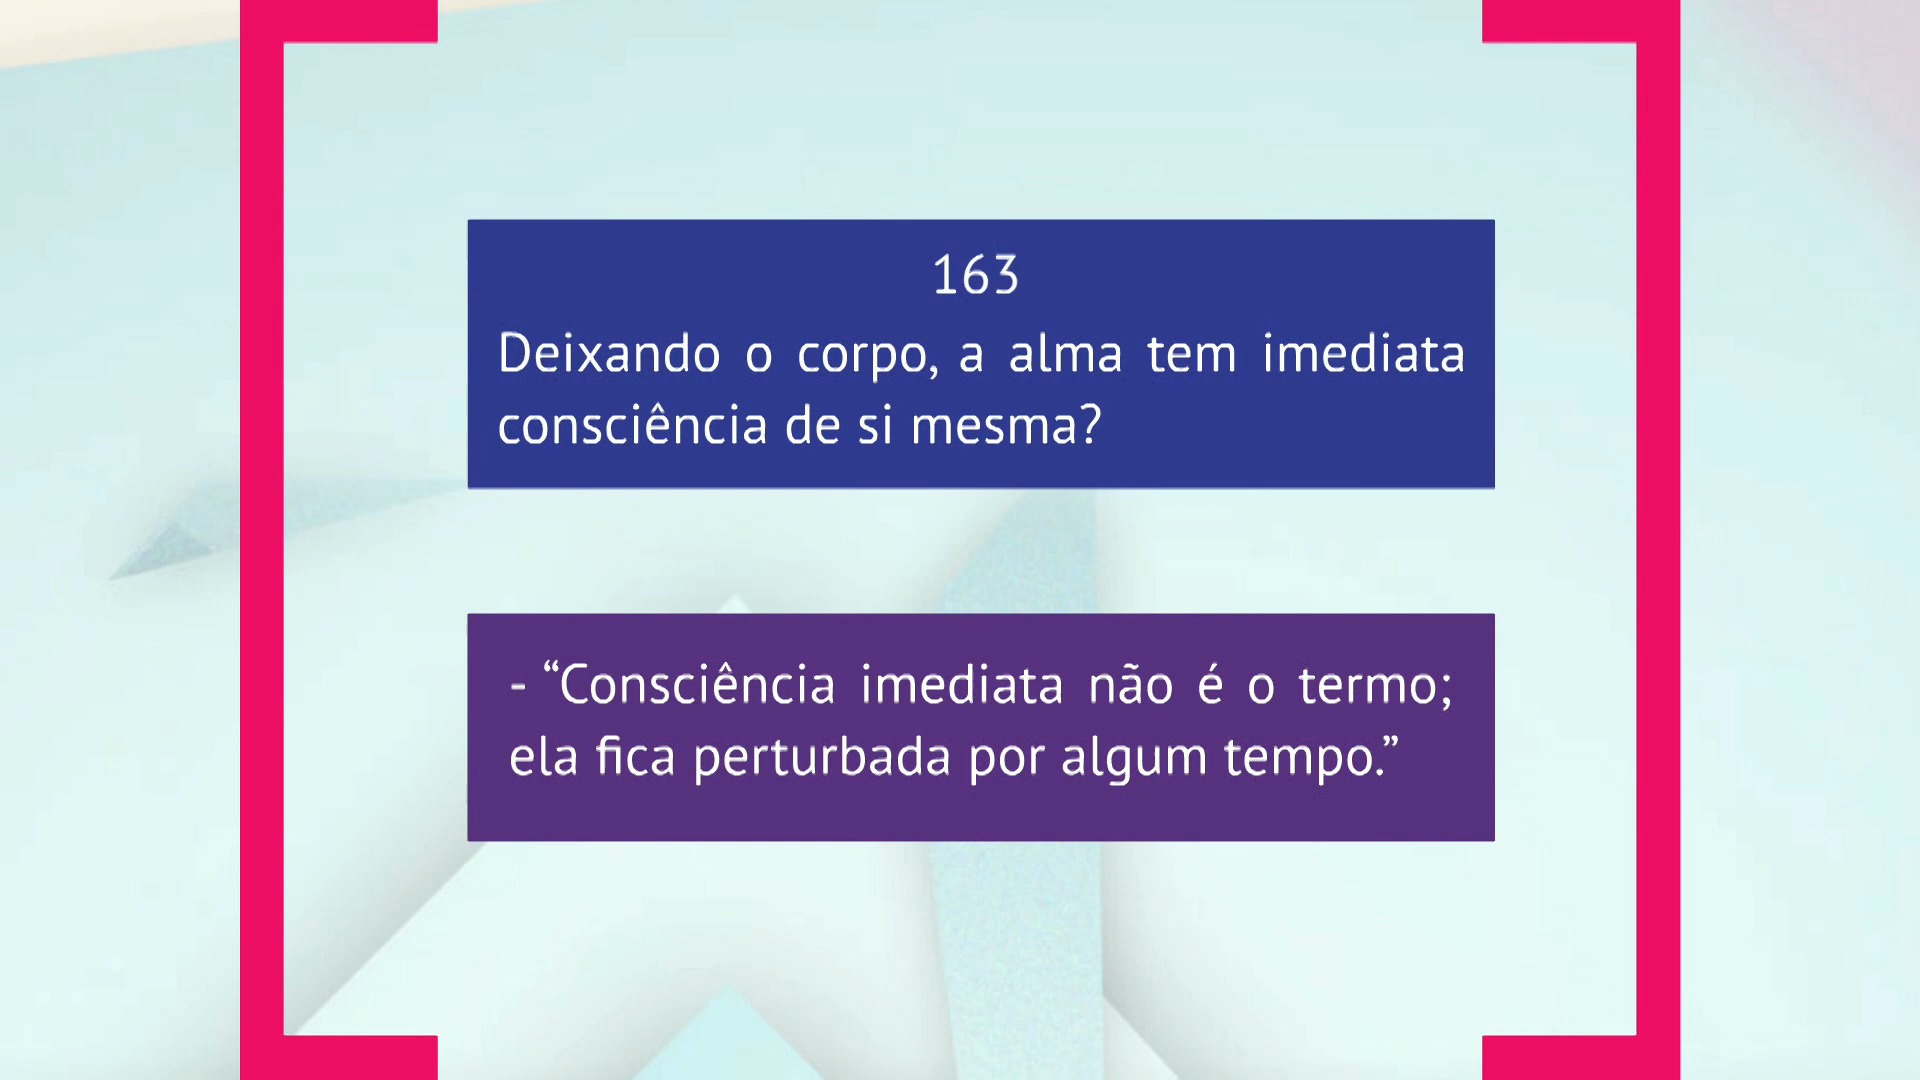 163
Deixando o corpo, a alma tem imediata
consciência de si mesma?
- “Consciência imediata não é o termo;
ela fica perturbada por algum tempo.”